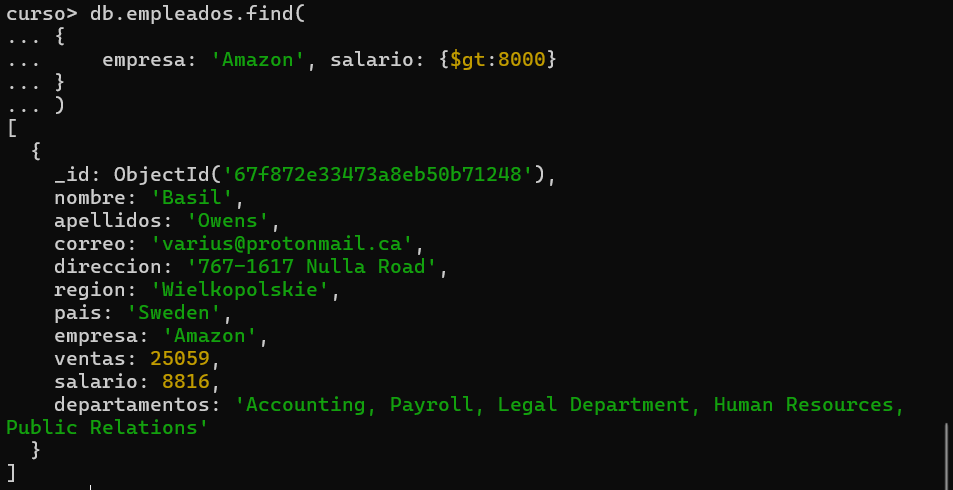 curso> db.empleados.find(
... {
...     empresa: 'Amazon', salario: {$gt:8000}
... }
... )
[
  {
    _id: ObjectId('67f872e33473a8eb50b71248'),
    nombre: 'Basil',
    apellidos: 'Owens',
    correo: 'varius@protonmail.ca',
    direccion: '767-1617 Nulla Road',
    region: 'Wielkopolskie',
    pais: 'Sweden',
    empresa: 'Amazon',
    ventas: 25059,
    salario: 8816,
    departamentos: 'Accounting, Payroll, Legal Department, Human Resources,
Public Relations'
  }
]